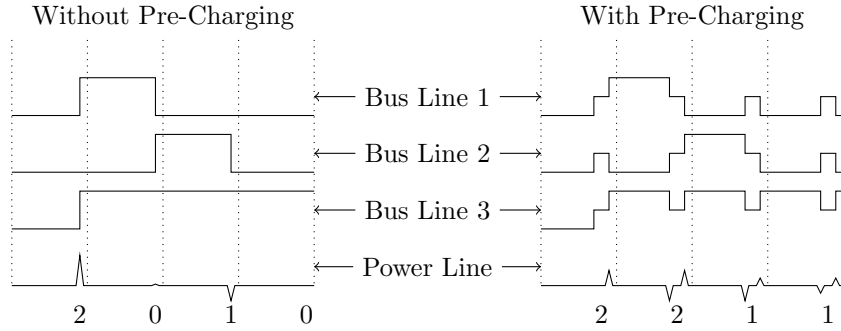 Without Pre-Charging
With Pre-Charging
Bus Line 1
Bus Line 2
Bus Line 3
Power Line
2 0 1 0
2 2 1 1